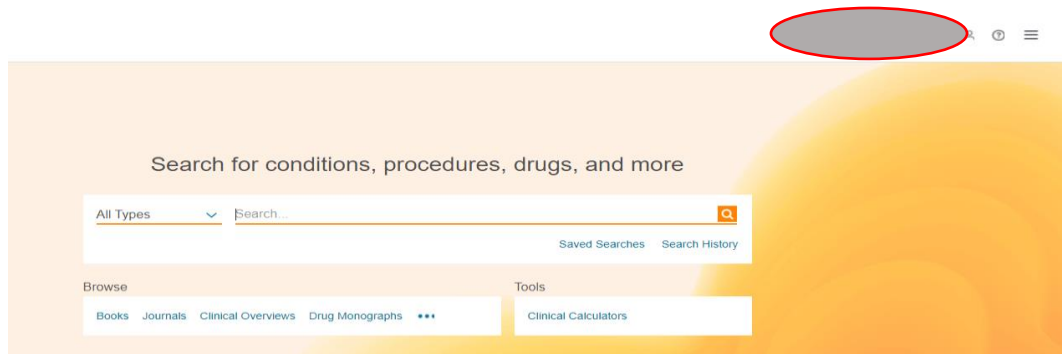 Search for conditions, procedures, drugs, and more
All Types Search...
Saved Searches Search History
Browse Tools
Books Journals Clinical Overviews Drug Monographs ••• Clinical Calculators